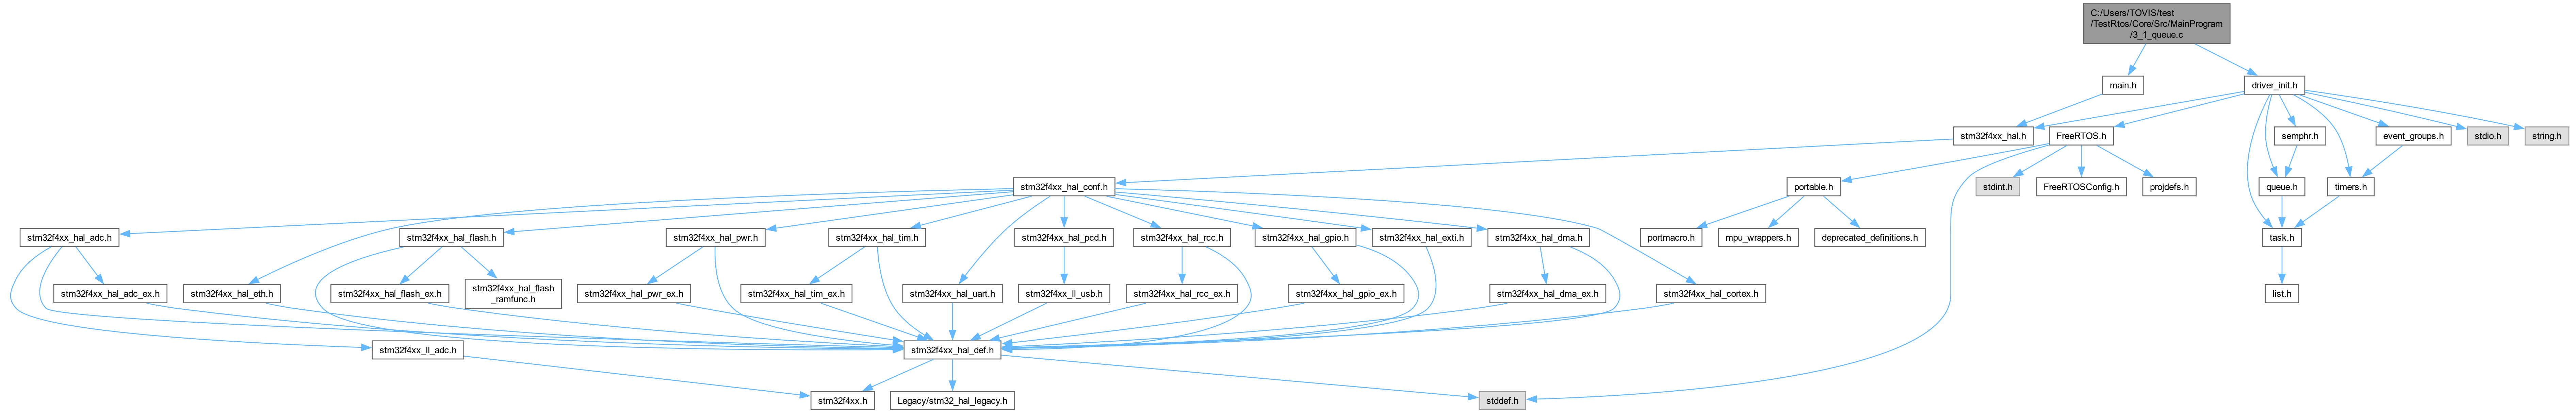 C:/Users/TOVIS/test
/TestRtos/Core/Src/MainProgram
/3_1_queue.c
main.h
driver_init.h
stm32f4xx_hal.h
FreeRTOS.h
semphr.h
event_groups.h
stdio.h
string.h
stm32f4xx_hal_conf.h
portable.h
stdint.h
FreeRTOSConfig.h
projdefs.h
queue.h
timers.h
stm32f4xx_hal_adc.h
stm32f4xx_hal_flash.h
stm32f4xx_hal_pwr.h
stm32f4xx_hal_tim.h
stm32f4xx_hal_pcd.h
stm32f4xx_hal_rcc.h
stm32f4xx_hal_gpio.h
stm32f4xx_hal_exti.h
stm32f4xx_hal_dma.h
portmacro.h
mpu_wrappers.h
deprecated_definitions.h
task.h
stm32f4xx_hal_adc_ex.h
stm32f4xx_hal_eth.h
stm32f4xx_hal_flash_ex.h
stm32f4xx_hal_flash
_ramfunc.h
stm32f4xx_hal_pwr_ex.h
stm32f4xx_hal_tim_ex.h
stm32f4xx_hal_uart.h
stm32f4xx_ll_usb.h
stm32f4xx_hal_rcc_ex.h
stm32f4xx_hal_gpio_ex.h
stm32f4xx_hal_dma_ex.h
stm32f4xx_hal_cortex.h
list.h
stm32f4xx_ll_adc.h
stm32f4xx_hal_def.h
stm32f4xx.h
Legacy/stm32_hal_legacy.h
stddef.h